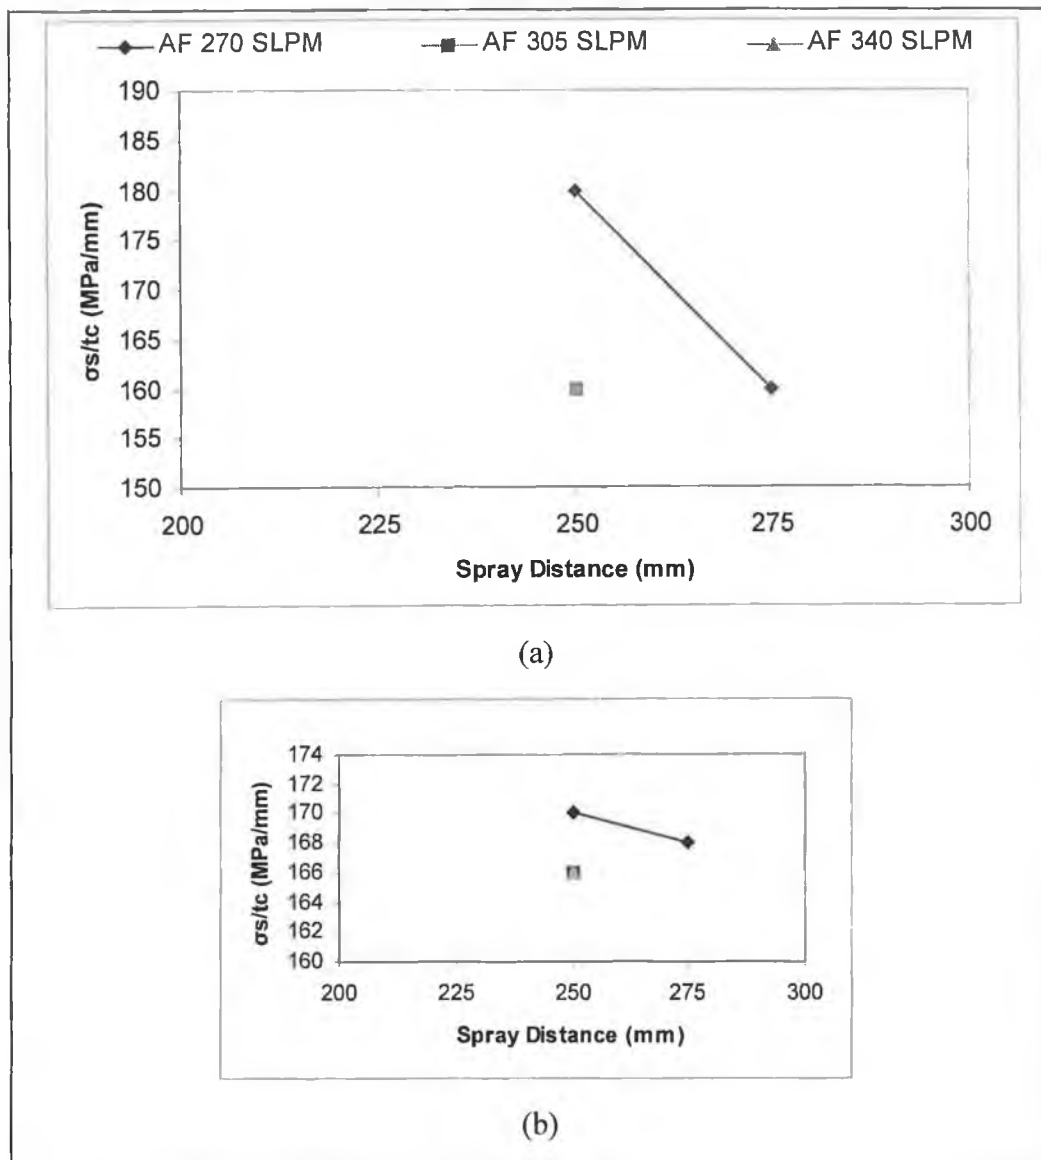 AF 270 SLPM AF 305 SLPM AF 340 SLPM
190
185
180
175
170
165
160
155
150
σs/tc (MPa/mm)
200 225 250 275 300
Spray Distance (mm)
(a)
174
172
170
168
166
164
162
160
σs/tc (MPa/mm)
200 225 250 275 300
Spray Distance (mm)
(b)